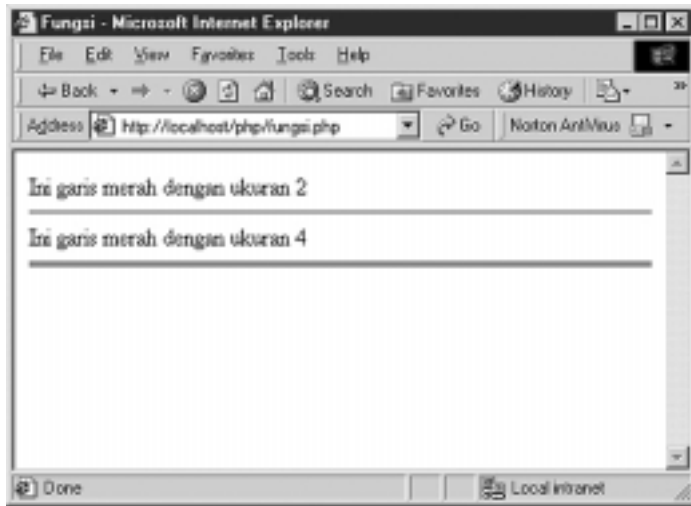 Fungsi - Microsoft Internet Explorer
File Edit View Favorites Tools Help
Back Search Favorites History
Address http://localhost/php/fungsi.php Go Norton AntiVirus
Ini garis merah dengan ukuran 2
Ini garis merah dengan ukuran 4
Done Local intranet